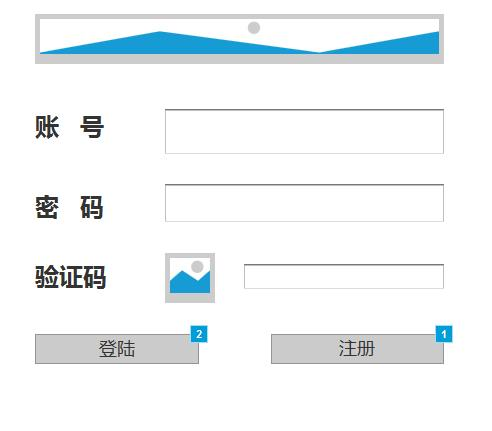 账 号
密 码
验证码
登陆 2
注册 1